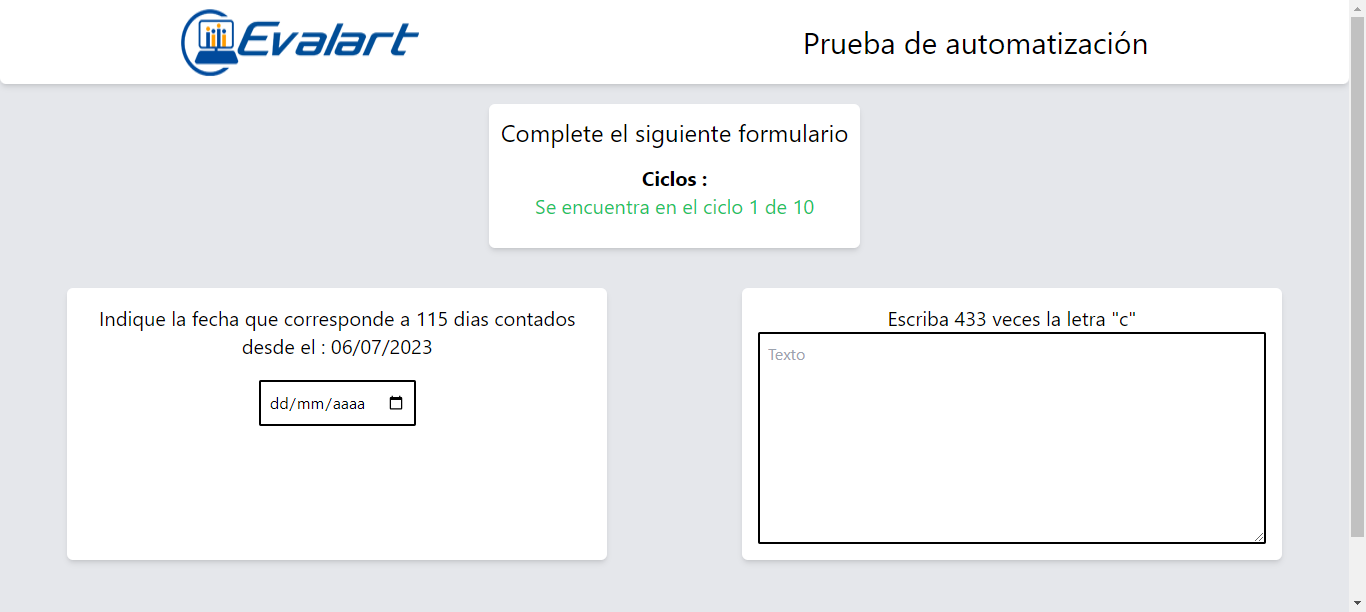 Evalart
Prueba de automatización
Complete el siguiente formulario
Ciclos :
Se encuentra en el ciclo 1 de 10
Indique la fecha que corresponde a 115 dias contados
desde el : 06/07/2023
dd/mm/aaaa
Escriba 433 veces la letra "c"
Texto